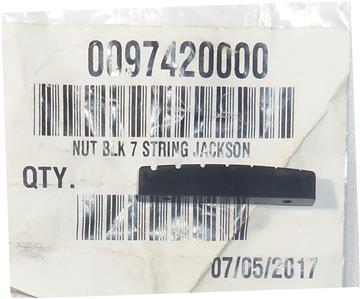 0097420000
NUT BLK 7 STRING JACKSON
QTY.
07/05/2017